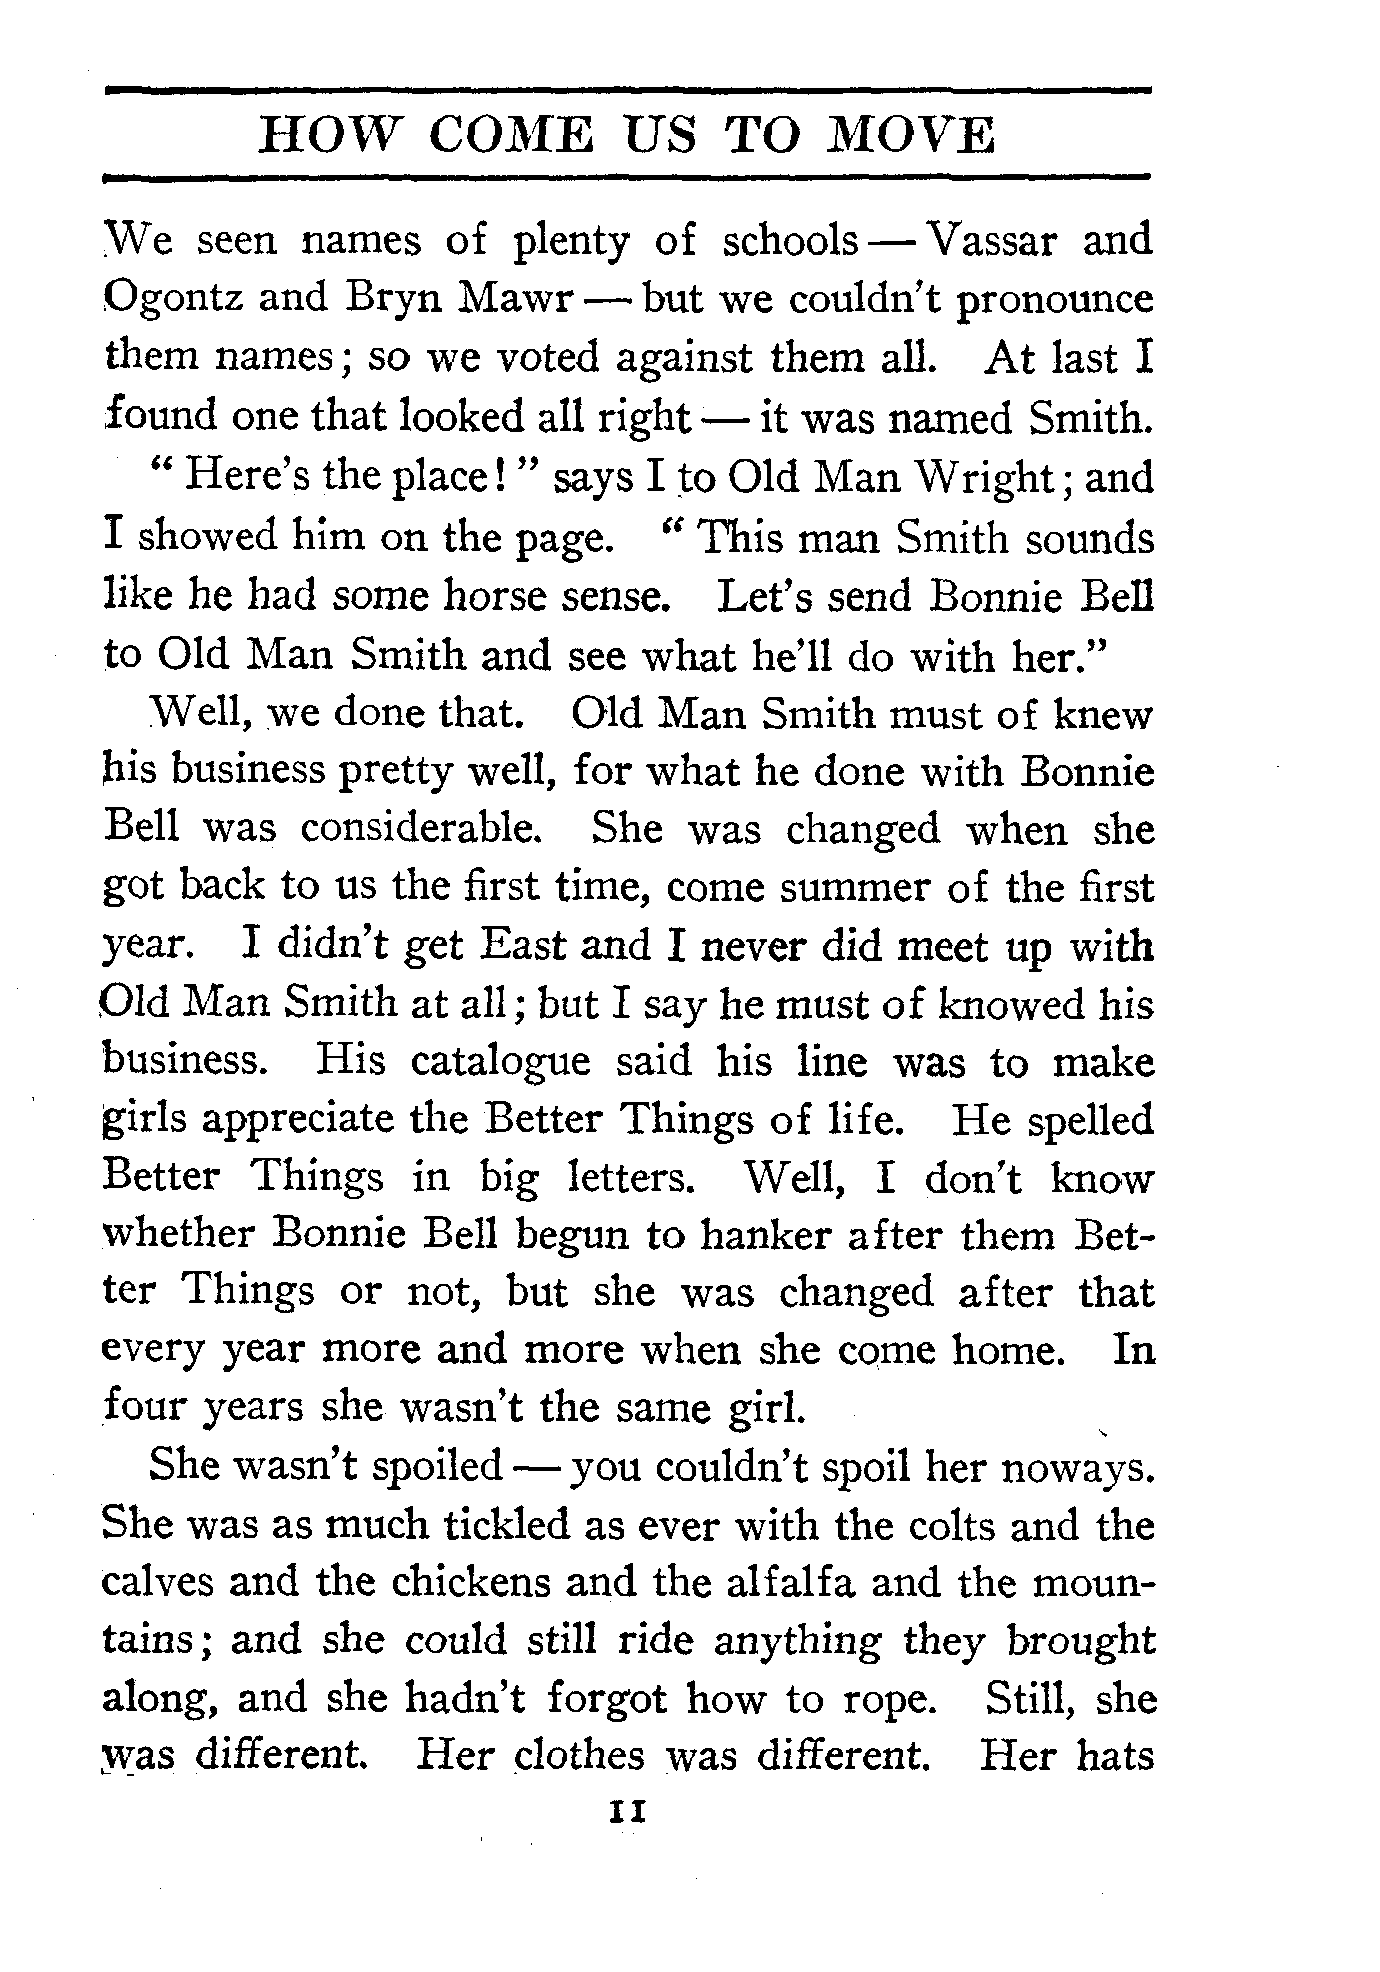 HOW COME US TO MOVE
We seen names of plenty of schools — Vassar and
Ogontz and Bryn Mawr — but we couldn't pronounce
them names; so we voted against them all. At last I
found one that looked all right — it was named Smith.
" Here's the place! " says I to Old Man Wright; and
I showed him on the page. " This man Smith sounds
like he had some horse sense. Let's send Bonnie Bell
to Old Man Smith and see what he'll do with her."
Well, we done that. Old Man Smith must of knew
his business pretty well, for what he done with Bonnie
Bell was considerable. She was changed when she
got back to us the first time, come summer of the first
year. I didn't get East and I never did meet up with
Old Man Smith at all; but I say he must of knowed his
business. His catalogue said his line was to make
girls appreciate the Better Things of life. He spelled
Better Things in big letters. Well, I don't know
whether Bonnie Bell begun to hanker after them Bet-
ter Things or not, but she was changed after that
every year more and more when she come home. In
four years she wasn't the same girl.
She wasn't spoiled — you couldn't spoil her noways.
She was as much tickled as ever with the colts and the
calves and the chickens and the alfalfa and the moun-
tains; and she could still ride anything they brought
along, and she hadn't forgot how to rope. Still, she
was different. Her clothes was different. Her hats
11